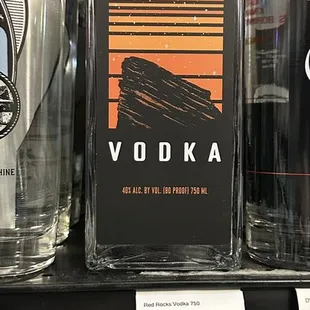 VODKA
40% ALC. BY VOL. (80 PROOF) 750 ML
HINE
Red Rocks Vodka 750